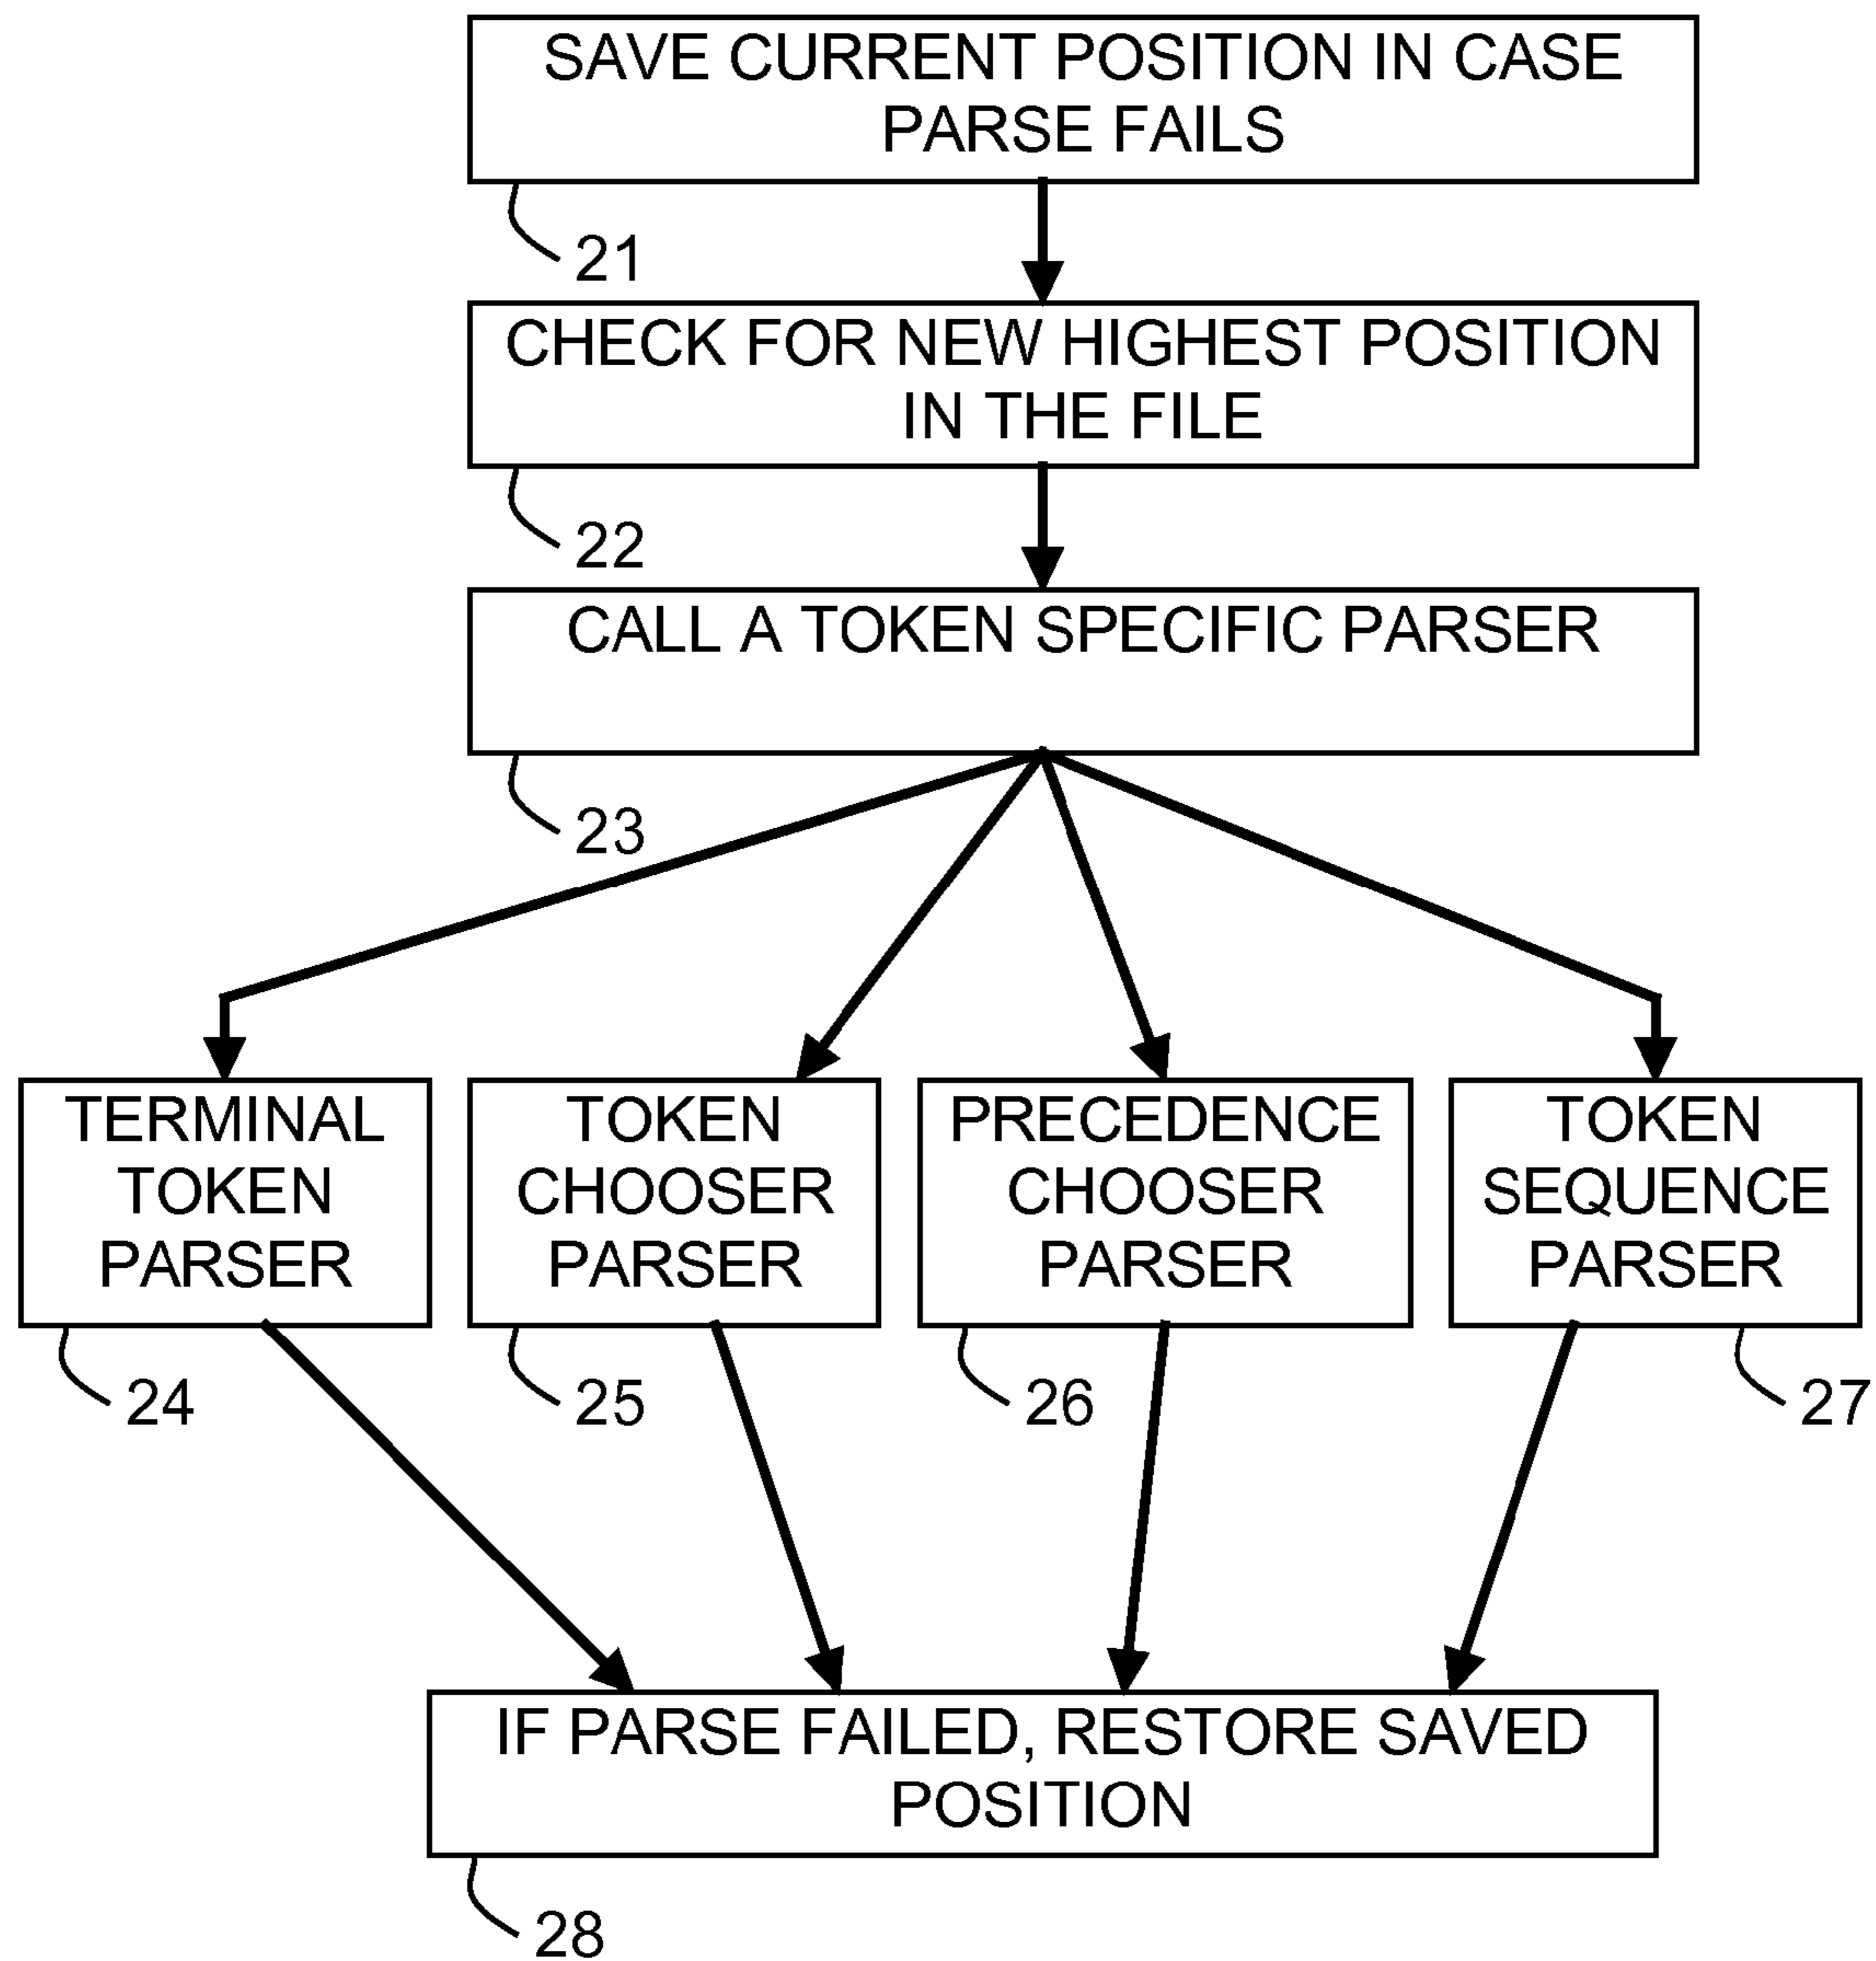 SAVE CURRENT POSITION IN CASE
PARSE FAILS
21
CHECK FOR NEW HIGHEST POSITION
IN THE FILE
22
CALL A TOKEN SPECIFIC PARSER
23
TERMINAL
TOKEN
PARSER
24
TOKEN
CHOOSER
PARSER
25
PRECEDENCE
CHOOSER
PARSER
26
TOKEN
SEQUENCE
PARSER
27
IF PARSE FAILED, RESTORE SAVED
POSITION
28